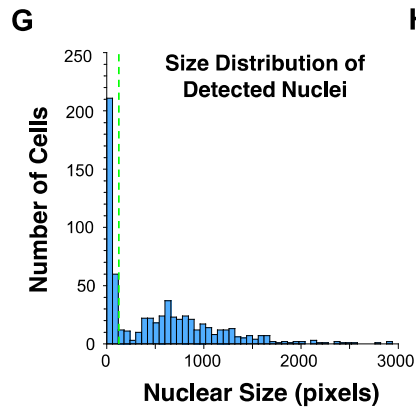 G
Size Distribution of
Detected Nuclei
Number of Cells
250
200
150
100
50
0
0
1000
2000
3000
Nuclear Size (pixels)